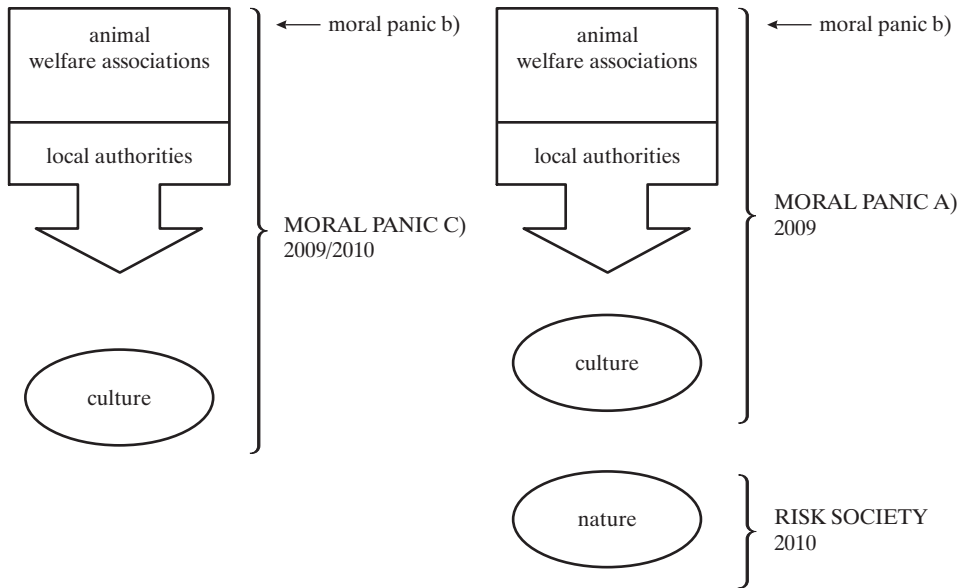 moral panic b)
animal
welfare associations
local authorities
MORAL PANIC C)
2009/2010
culture
moral panic b)
animal
welfare associations
local authorities
MORAL PANIC A)
2009
culture
nature
RISK SOCIETY
2010